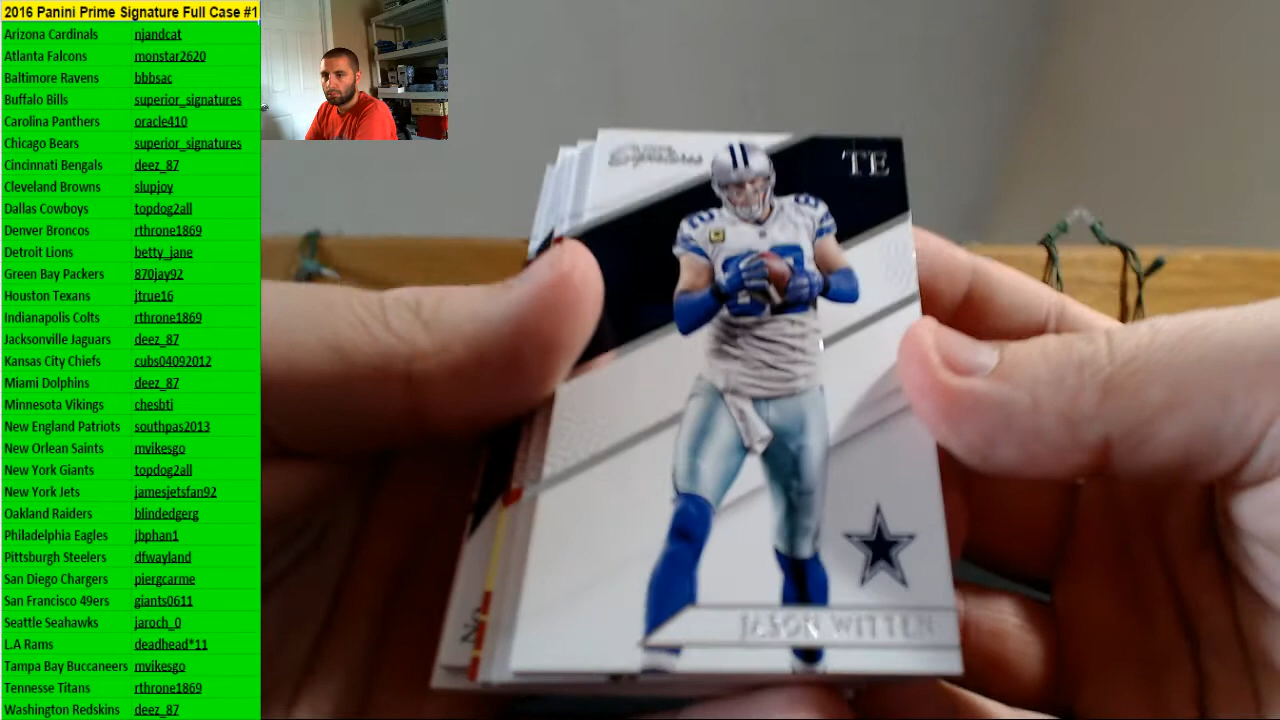 2016 Panini Prime Signature Full Case #1
Arizona Cardinals njandcat
Atlanta Falcons monstar2620
Baltimore Ravens bbbsac
Buffalo Bills superior_signatures
Carolina Panthers oracle410
Chicago Bears superior_signatures
Cincinnati Bengals deez_87
Cleveland Browns slupjoy
Dallas Cowboys topdog2all
Denver Broncos rthrone1869
Detroit Lions betty_jane
Green Bay Packers 870jay92
Houston Texans jtrue16
Indianapolis Colts rthrone1869
Jacksonville Jaguars deez_87
Kansas City Chiefs cubs04092012
Miami Dolphins deez_87
Minnesota Vikings chesbti
New England Patriots southpas2013
New Orlean Saints mvikesgo
New York Giants topdog2all
New York Jets jamesjetsfan92
Oakland Raiders blindedgerg
Philadelphia Eagles jbphan1
Pittsburgh Steelers dfwayland
San Diego Chargers piergcarme
San Francisco 49ers giants0611
Seattle Seahawks jaroch_0
L.A Rams deadhead*11
Tampa Bay Buccaneers mvikesgo
Tennesse Titans rthrone1869
Washington Redskins deez_87
TE
82
JASON WITTEN